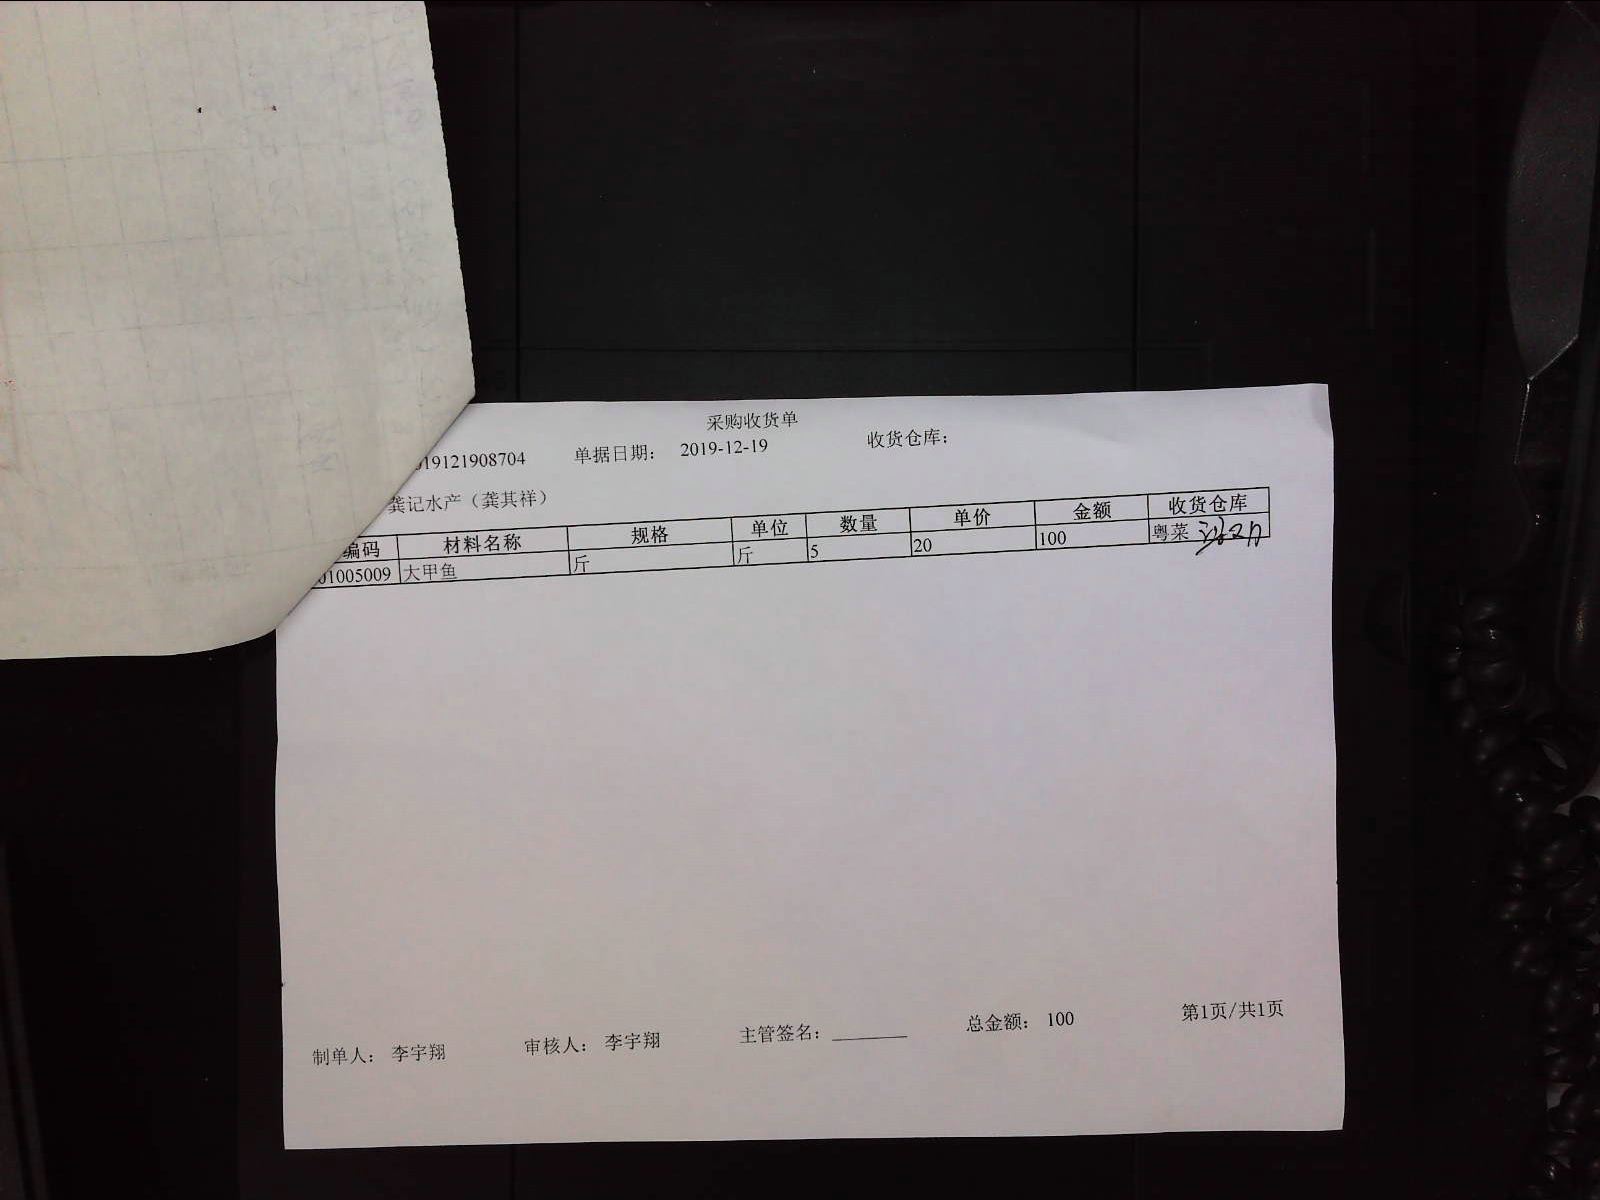 采购收货单
19121908704 单据日期: 2019-12-19 收货仓库:
龚记水产（龚其祥）
编码 材料名称 规格 单位 数量 单价 金额 收货仓库
1005009 大甲鱼 斤 斤 5 20 100 粤菜
制单人: 李宇翔 审核人: 李宇翔 主管签名: 总金额: 100 第1页/共1页